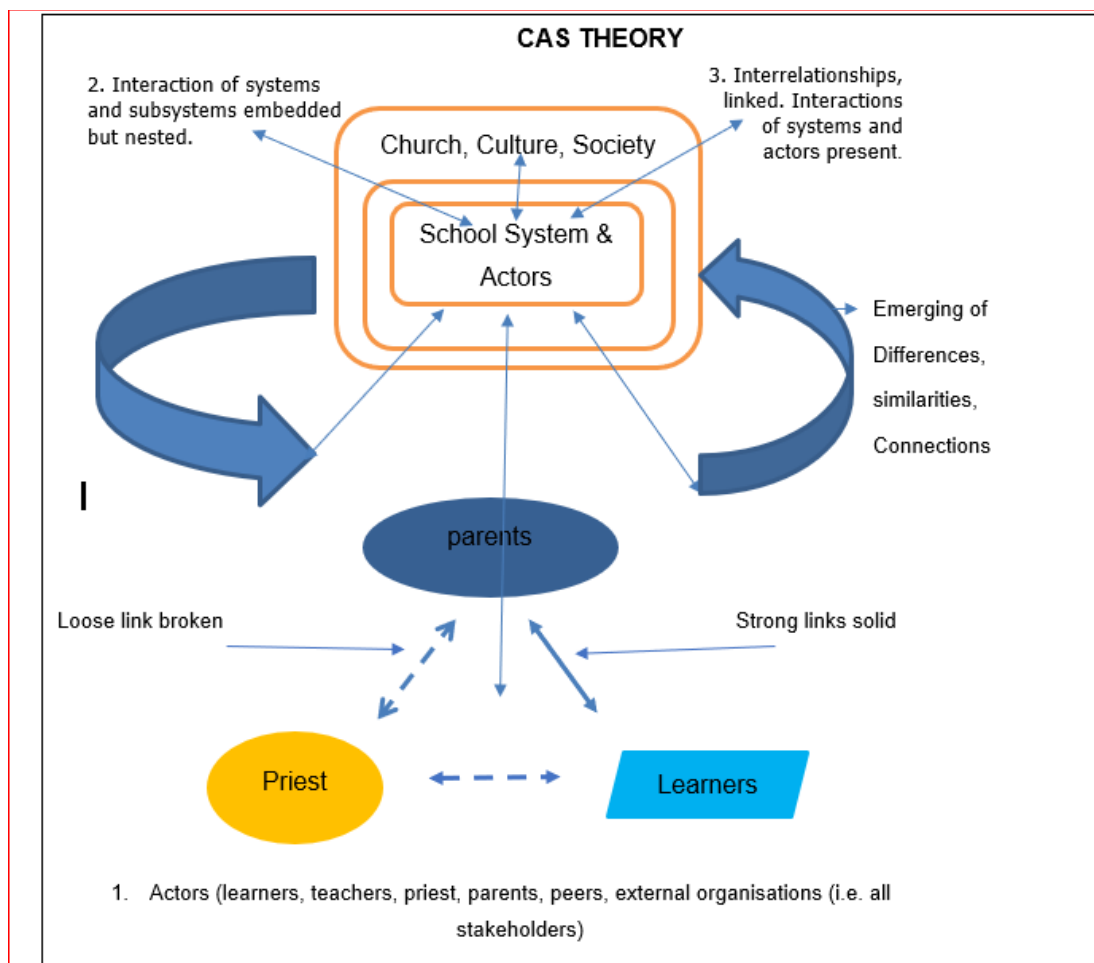 CAS THEORY
2. Interaction of systems
and subsystems embedded
but nested.
3. Interrelationships,
linked. Interactions
of systems and
actors present.
Church, Culture, Society
School System &
Actors
Emerging of
Differences,
similarities,
Connections
parents
Loose link broken
Strong links solid
Priest
Learners
1. Actors (learners, teachers, priest, parents, peers, external organisations (i.e. all
stakeholders)